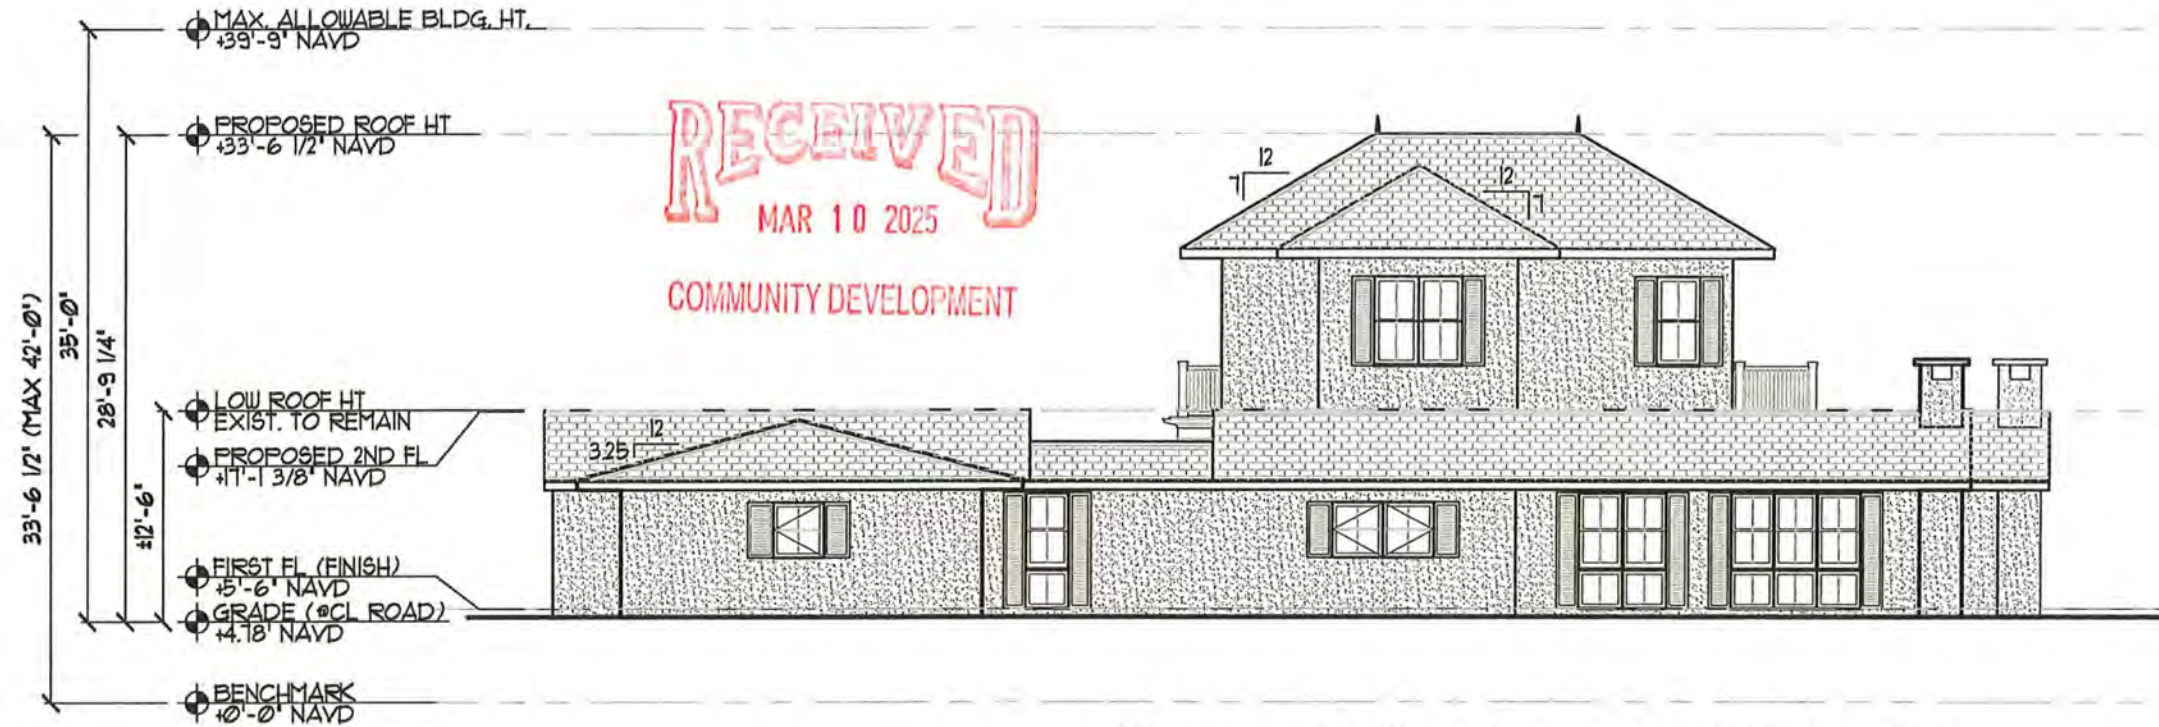 MAX. ALLOWABLE BLDG. HT.
+39'-9" NAVD
PROPOSED ROOF HT
+33'-6 1/2" NAVD
RECEIVED
MAR 10 2025
COMMUNITY DEVELOPMENT
12
7
12
7
33'-6 1/2" (MAX 42'-0")
35'-0"
28'-9 1/4"
±12'-6"
LOW ROOF HT
EXIST. TO REMAIN
PROPOSED 2ND FL
+17'-1 3/8" NAVD
12
3.25
FIRST FL (FINISH)
+5'-6" NAVD
GRADE (@CL ROAD)
+4.78' NAVD
BENCHMARK
+0'-0" NAVD